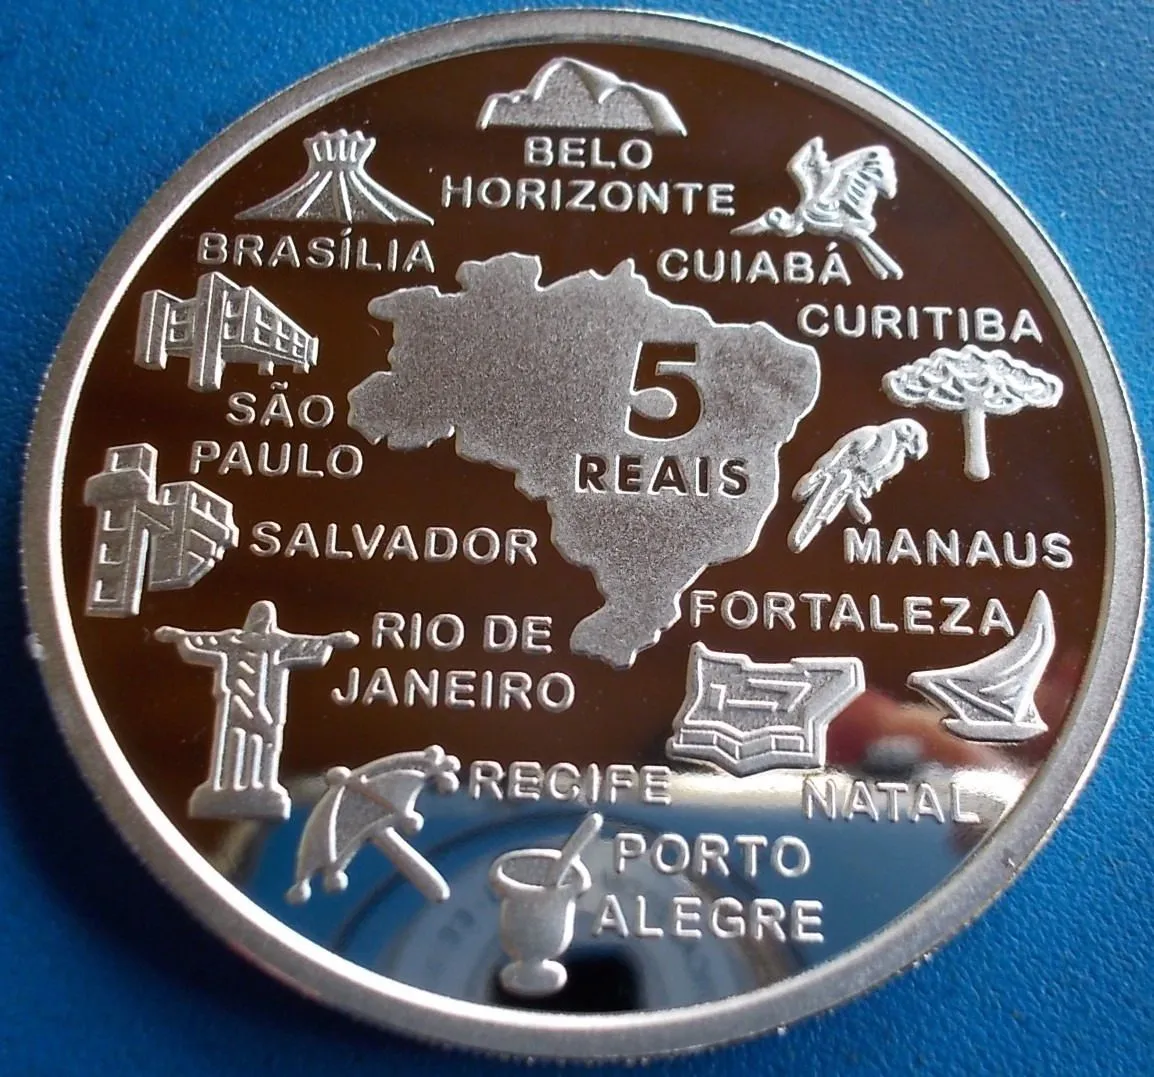 BELO
HORIZONTE
BRASÍLIA
CUIABÁ
CURITIBA
5
REAIS
SÃO
PAULO
SALVADOR
MANAUS
FORTALEZA
RIO DE
JANEIRO
RECIFE
NATAL
PORTO
ALEGRE